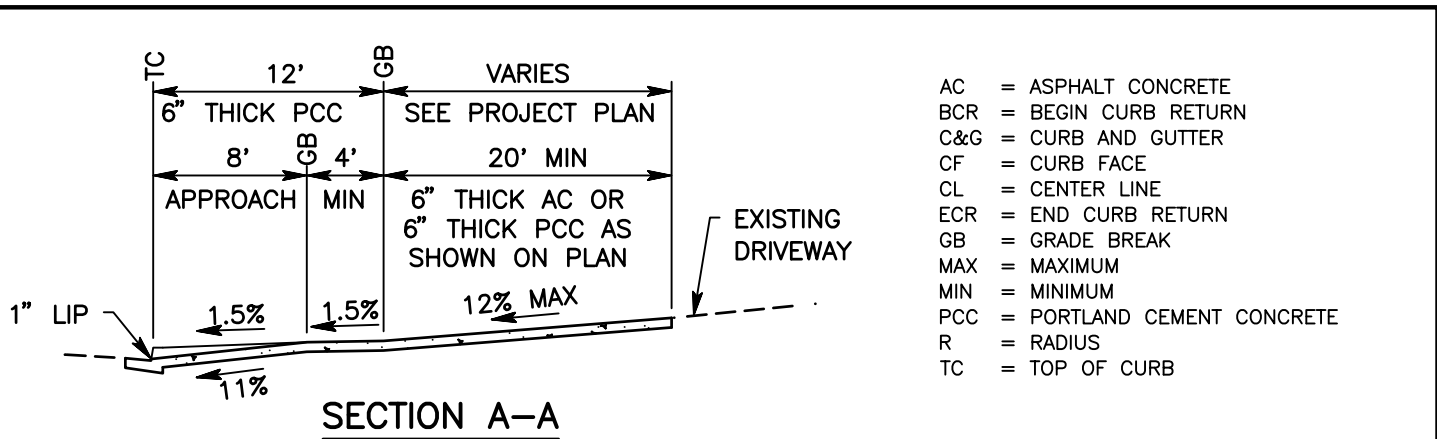 TC
12'
GB
VARIES
6" THICK PCC
SEE PROJECT PLAN
8'
GB
4'
20' MIN
APPROACH
MIN
6" THICK AC OR
6" THICK PCC AS
SHOWN ON PLAN
EXISTING
DRIVEWAY
1" LIP
1.5%
1.5%
12% MAX
11%
SECTION A-A
AC = ASPHALT CONCRETE
BCR = BEGIN CURB RETURN
C&G = CURB AND GUTTER
CF = CURB FACE
CL = CENTER LINE
ECR = END CURB RETURN
GB = GRADE BREAK
MAX = MAXIMUM
MIN = MINIMUM
PCC = PORTLAND CEMENT CONCRETE
R = RADIUS
TC = TOP OF CURB